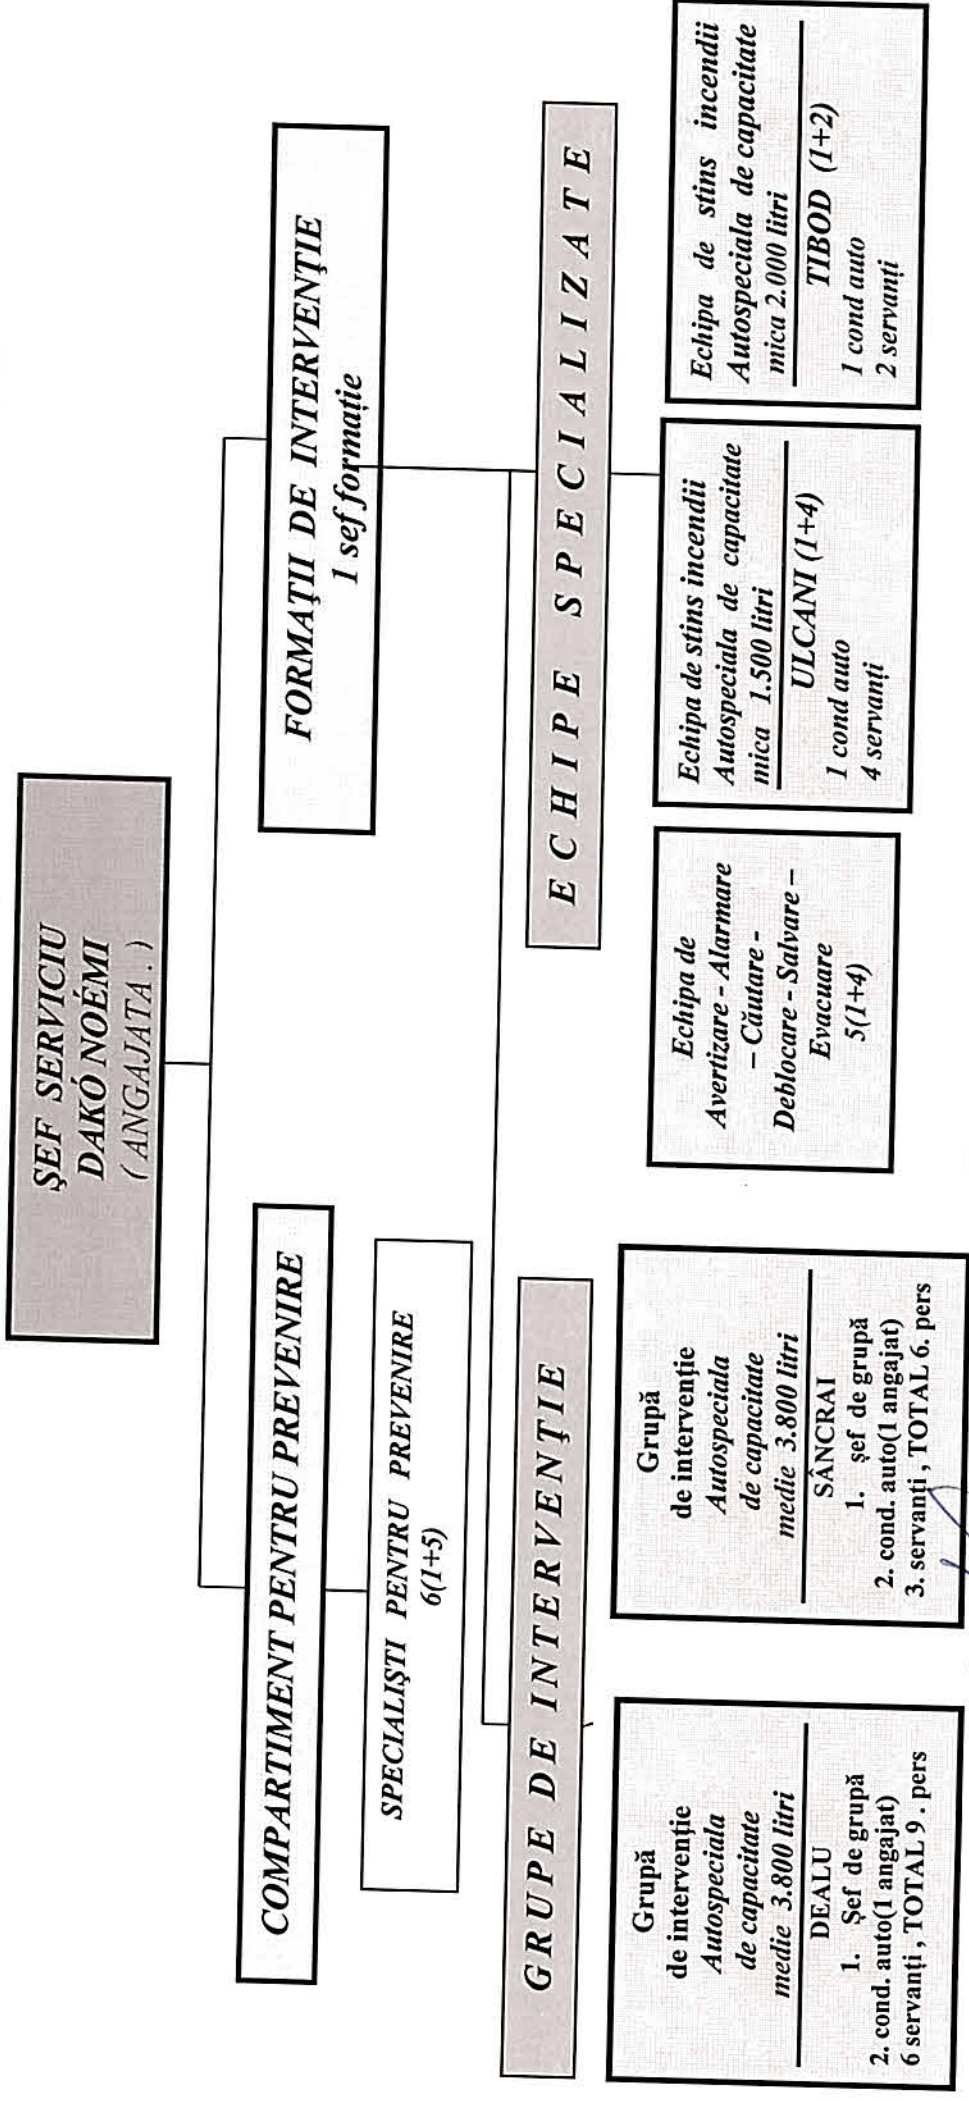 ŞEF SERVICIU
DAKÓ NOÉMI
( ANGAJATA . )
COMPARTIMENT PENTRU PREVENIRE
SPECIALIŞTI PENTRU PREVENIRE
6(1+5)
FORMAŢII DE INTERVENŢIE
1 sef formaţie
GRUPE DE INTERVENŢIE
ECHIPE SPECIALIZATE
Grupă
de intervenţie
Autospeciala
de capacitate
medie 3.800 litri
DEALU
1. Şef de grupă
2. cond. auto(1 angajat)
6 servanţi , TOTAL 9 . pers
Grupă
de intervenţie
Autospeciala
de capacitate
medie 3.800 litri
SÂNCRAI
1. şef de grupă
2. cond. auto(1 angajat)
3. servanţi , TOTAL 6. pers
Echipa de
Avertizare - Alarmare
– Căutare -
Deblocare - Salvare –
Evacuare
5(1+4)
Echipa de stins incendii
Autospeciala de capacitate
mica 1.500 litri
ULCANI (1+4)
1 cond auto
4 servanţi
Echipa de stins incendii
Autospeciala de capacitate
mica 2.000 litri
TIBOD (1+2)
1 cond auto
2 servanţi